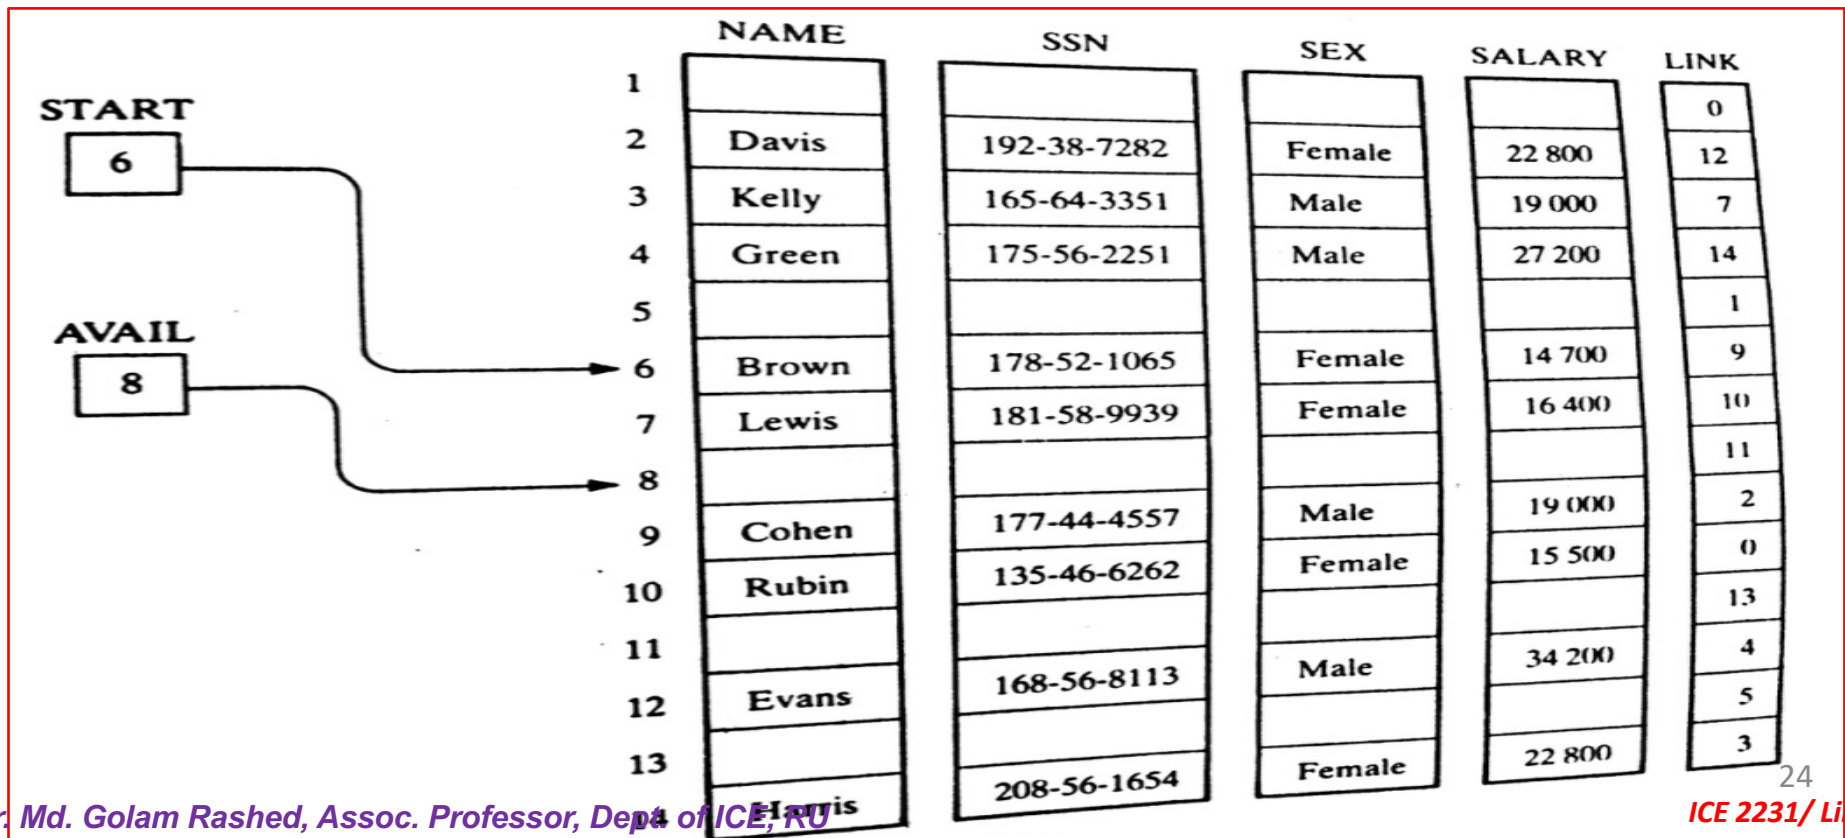 NAME SSN SEX SALARY LINK
START
6
AVAIL
8
1 0
2 Davis 192-38-7282 Female 22 800 12
3 Kelly 165-64-3351 Male 19 000 7
4 Green 175-56-2251 Male 27 200 14
5 1
6 Brown 178-52-1065 Female 14 700 9
7 Lewis 181-58-9939 Female 16 400 10
8 11
9 Cohen 177-44-4557 Male 19 000 2
10 Rubin 135-46-6262 Female 15 500 0
11 13
12 Evans 168-56-8113 Male 34 200 4
13 5
14 Harris 208-56-1654 Female 22 800 3
24
r. Md. Golam Rashed, Assoc. Professor, Dept. of ICE, RU
ICE 2231/ Li